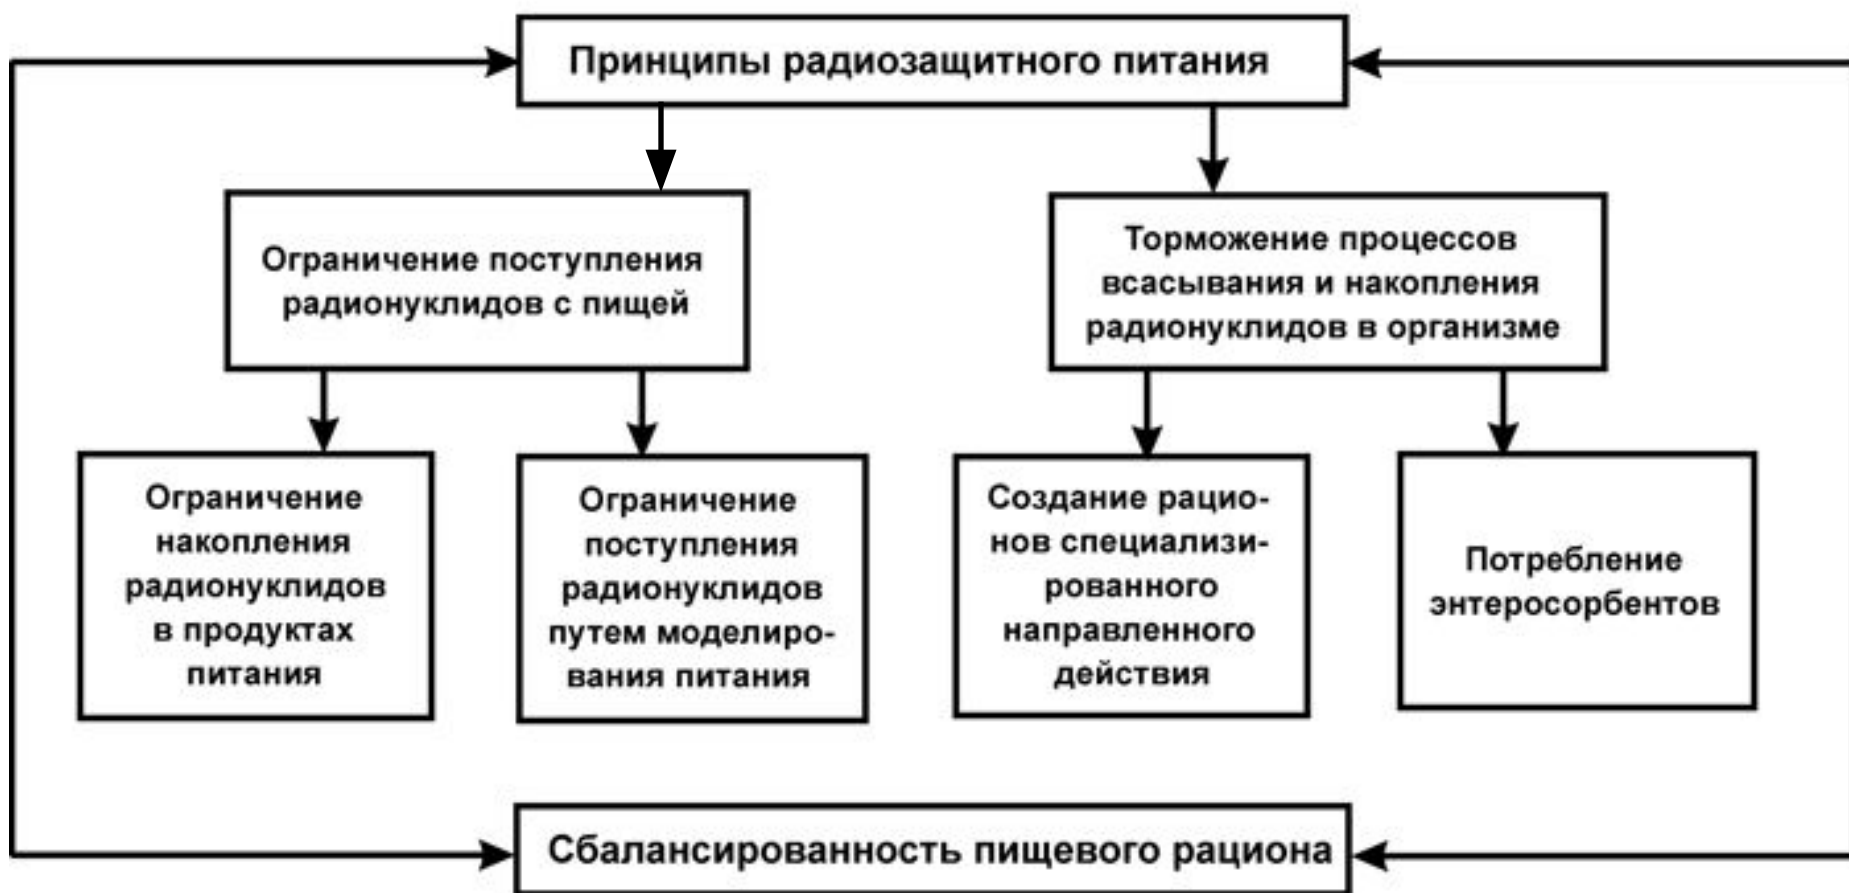 Принципы радиозащитного питания
Ограничение поступления
радионуклидов с пищей
Торможение процессов
всасывания и накопления
радионуклидов в организме
Ограничение
накопления
радионуклидов
в продуктах
питания
Ограничение
поступления
радионуклидов
путем моделиро-
вания питания
Создание рацио-
нов специализи-
рованного
направленного
действия
Потребление
энтеросорбентов
Сбалансированность пищевого рациона